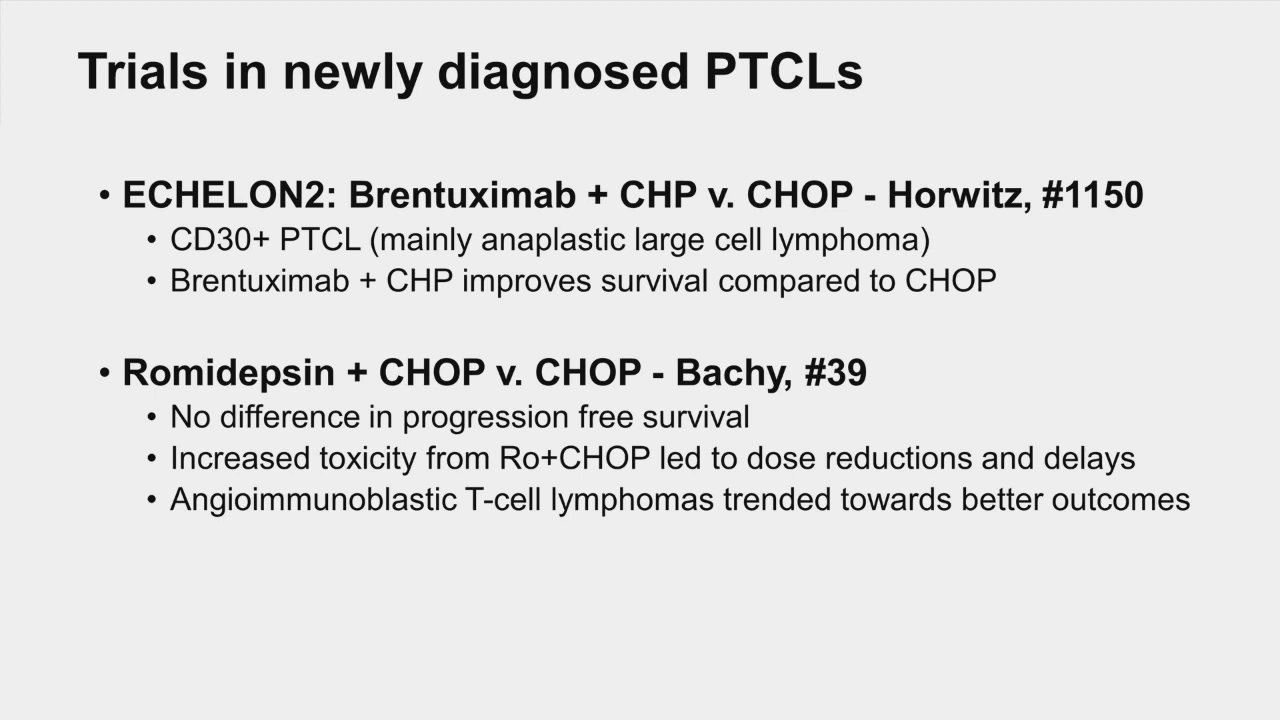 Trials in newly diagnosed PTCLs
• ECHELON2: Brentuximab + CHP v. CHOP - Horwitz, #1150
• CD30+ PTCL (mainly anaplastic large cell lymphoma)
• Brentuximab + CHP improves survival compared to CHOP
• Romidepsin + CHOP v. CHOP - Bachy, #39
• No difference in progression free survival
• Increased toxicity from Ro+CHOP led to dose reductions and delays
• Angioimmunoblastic T-cell lymphomas trended towards better outcomes